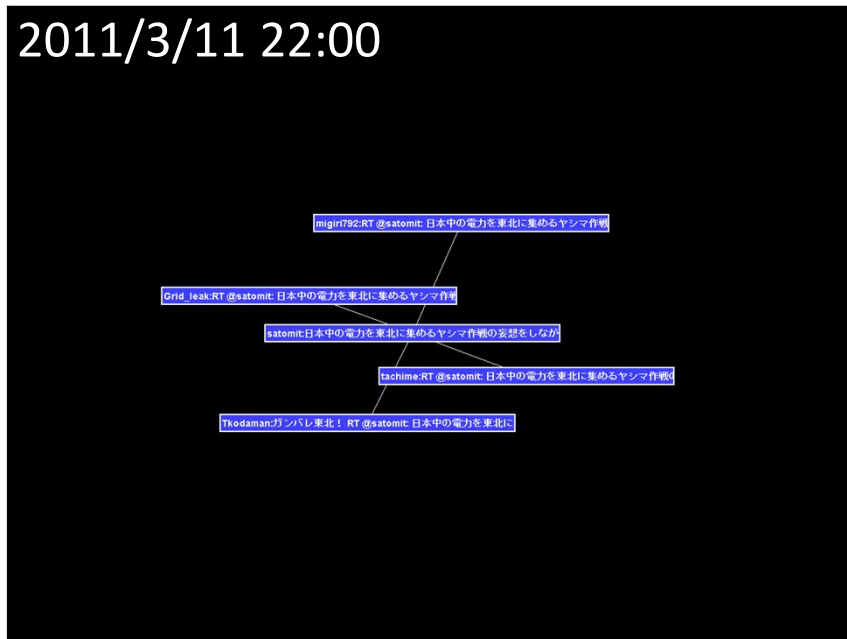 2011/3/11 22:00
migiri792:RT @satomit: 日本中の電力を東北に集めるヤシマ作戦
Grid_leak:RT @satomit: 日本中の電力を東北に集めるヤシマ作戦
satomit:日本中の電力を東北に集めるヤシマ作戦の妄想をしなが
tachime:RT @satomit: 日本中の電力を東北に集めるヤシマ作戦の
Tkodaman:ガンバレ東北！ RT @satomit: 日本中の電力を東北に